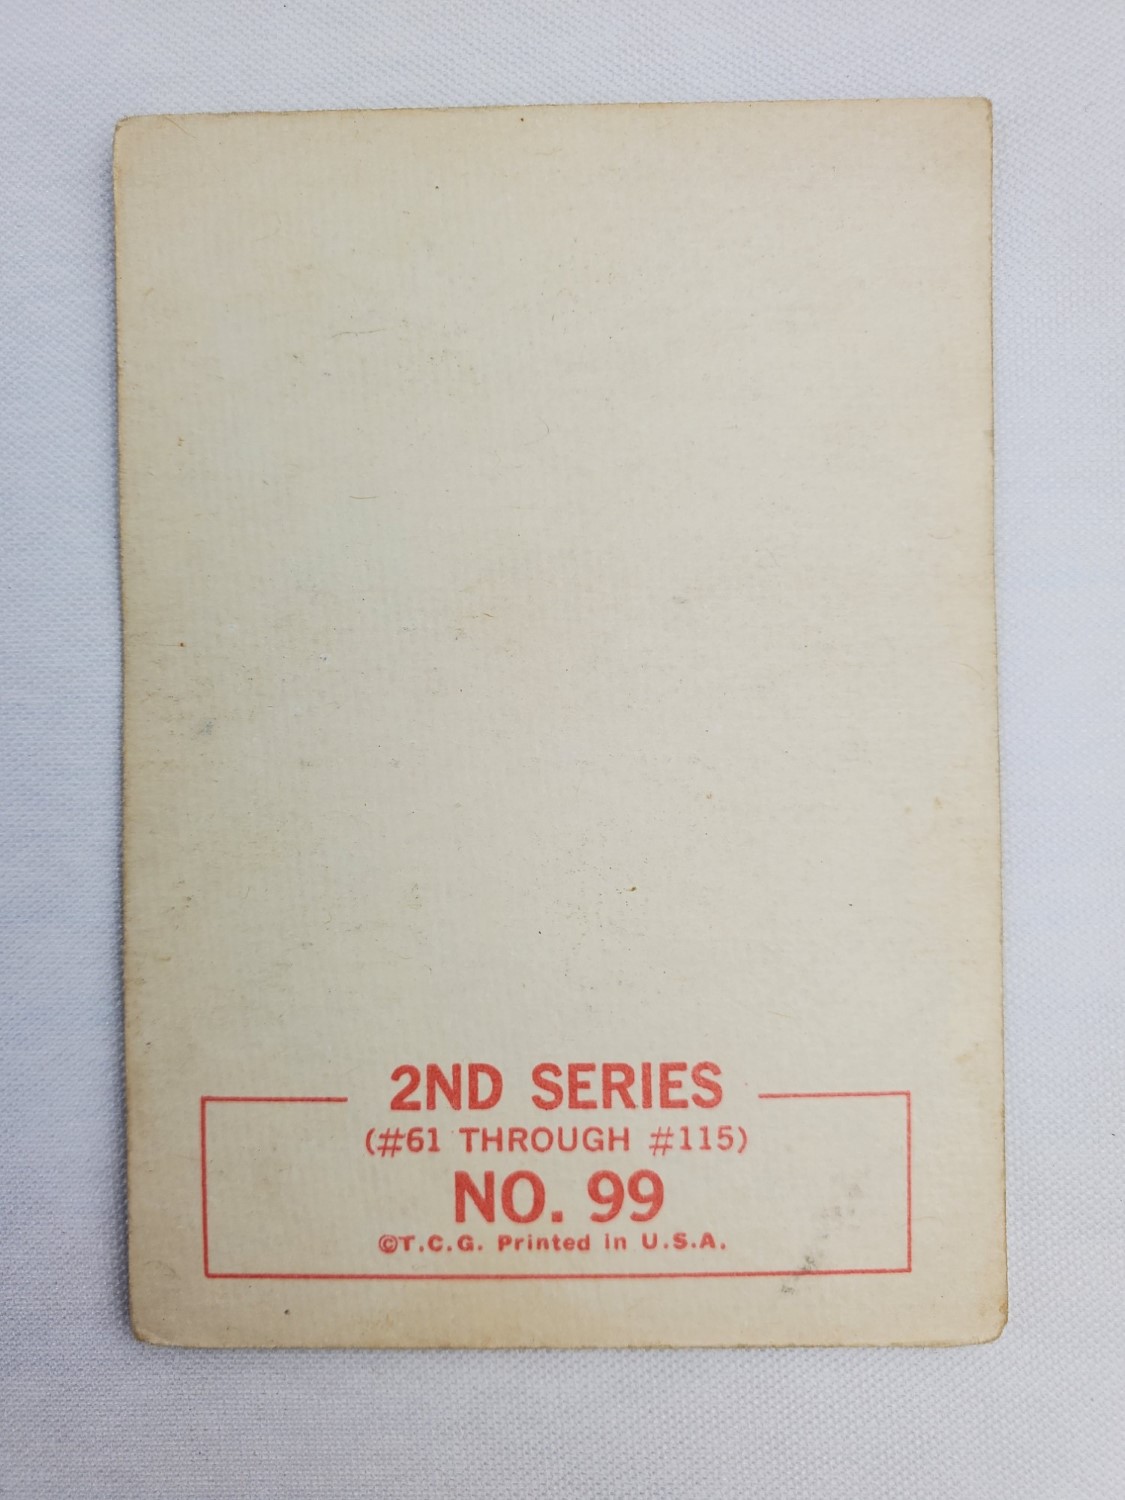 2ND SERIES
(#61 THROUGH #115)
NO. 99
©T.C.G. Printed in U.S.A.